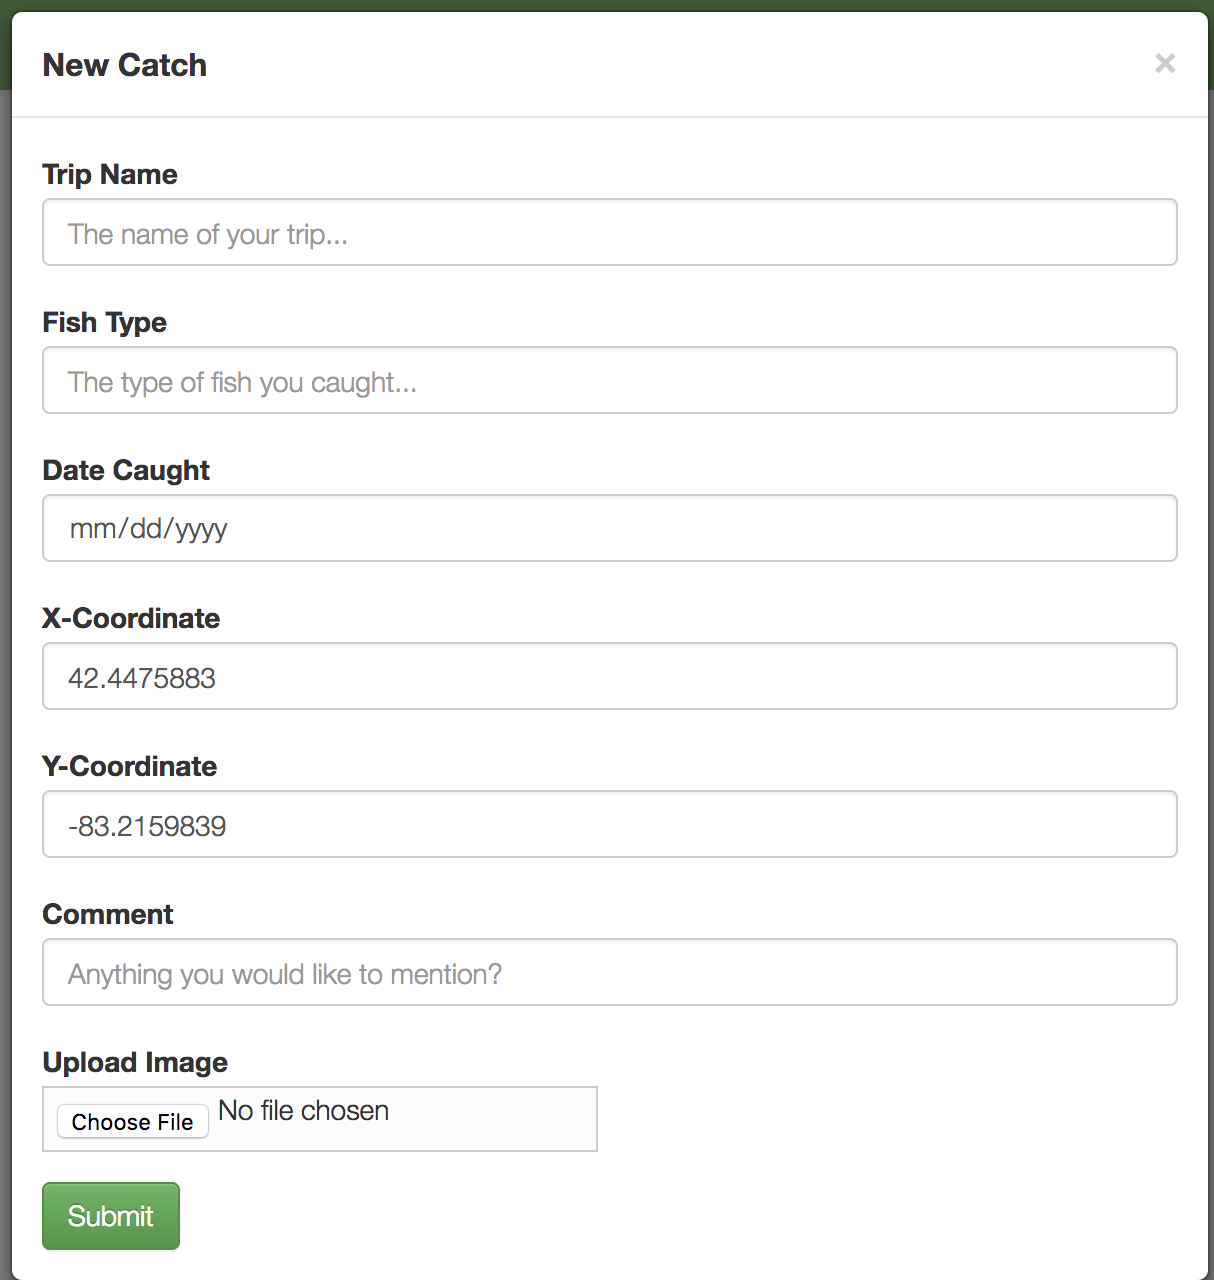 New Catch ×
Trip Name
The name of your trip...
Fish Type
The type of fish you caught...
Date Caught
mm/dd/yyyy
X-Coordinate
42.4475883
Y-Coordinate
-83.2159839
Comment
Anything you would like to mention?
Upload Image
Choose File No file chosen
Submit